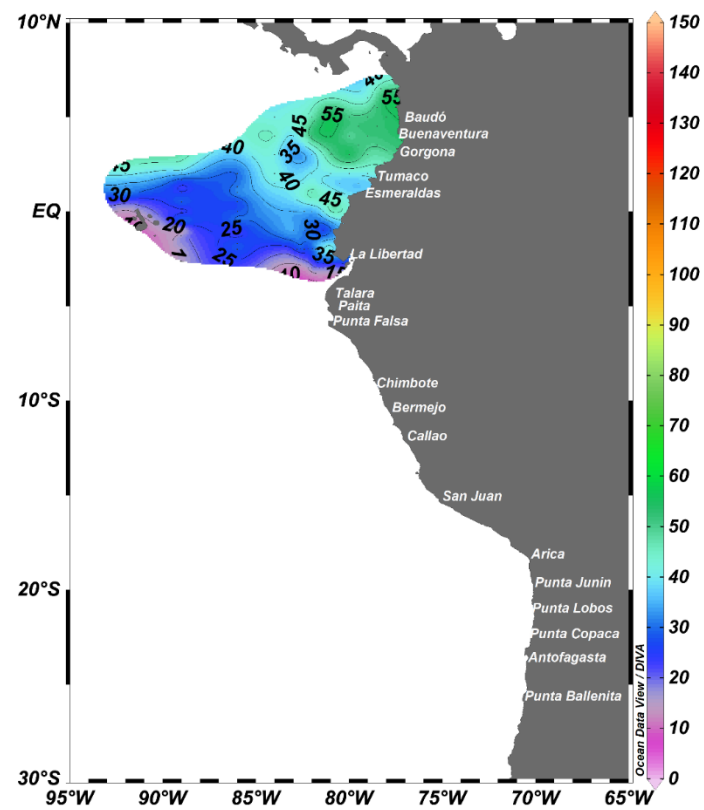 10°N
EQ
10°S
20°S
30°S
95°W
90°W
85°W
80°W
75°W
70°W
65°W
Baudó
Buenaventura
Gorgona
Tumaco
Esmeraldas
La Libertad
Talara
Paita
Punta Falsa
Chimbote
Bermejo
Callao
San Juan
Arica
Punta Junin
Punta Lobos
Punta Copaca
Antofagasta
Punta Ballenita
55
55
45
35
40
40
45
30
20
25
25
30
35
150
140
130
120
110
100
90
80
70
60
50
40
30
20
10
0
Ocean Data View / DIVA